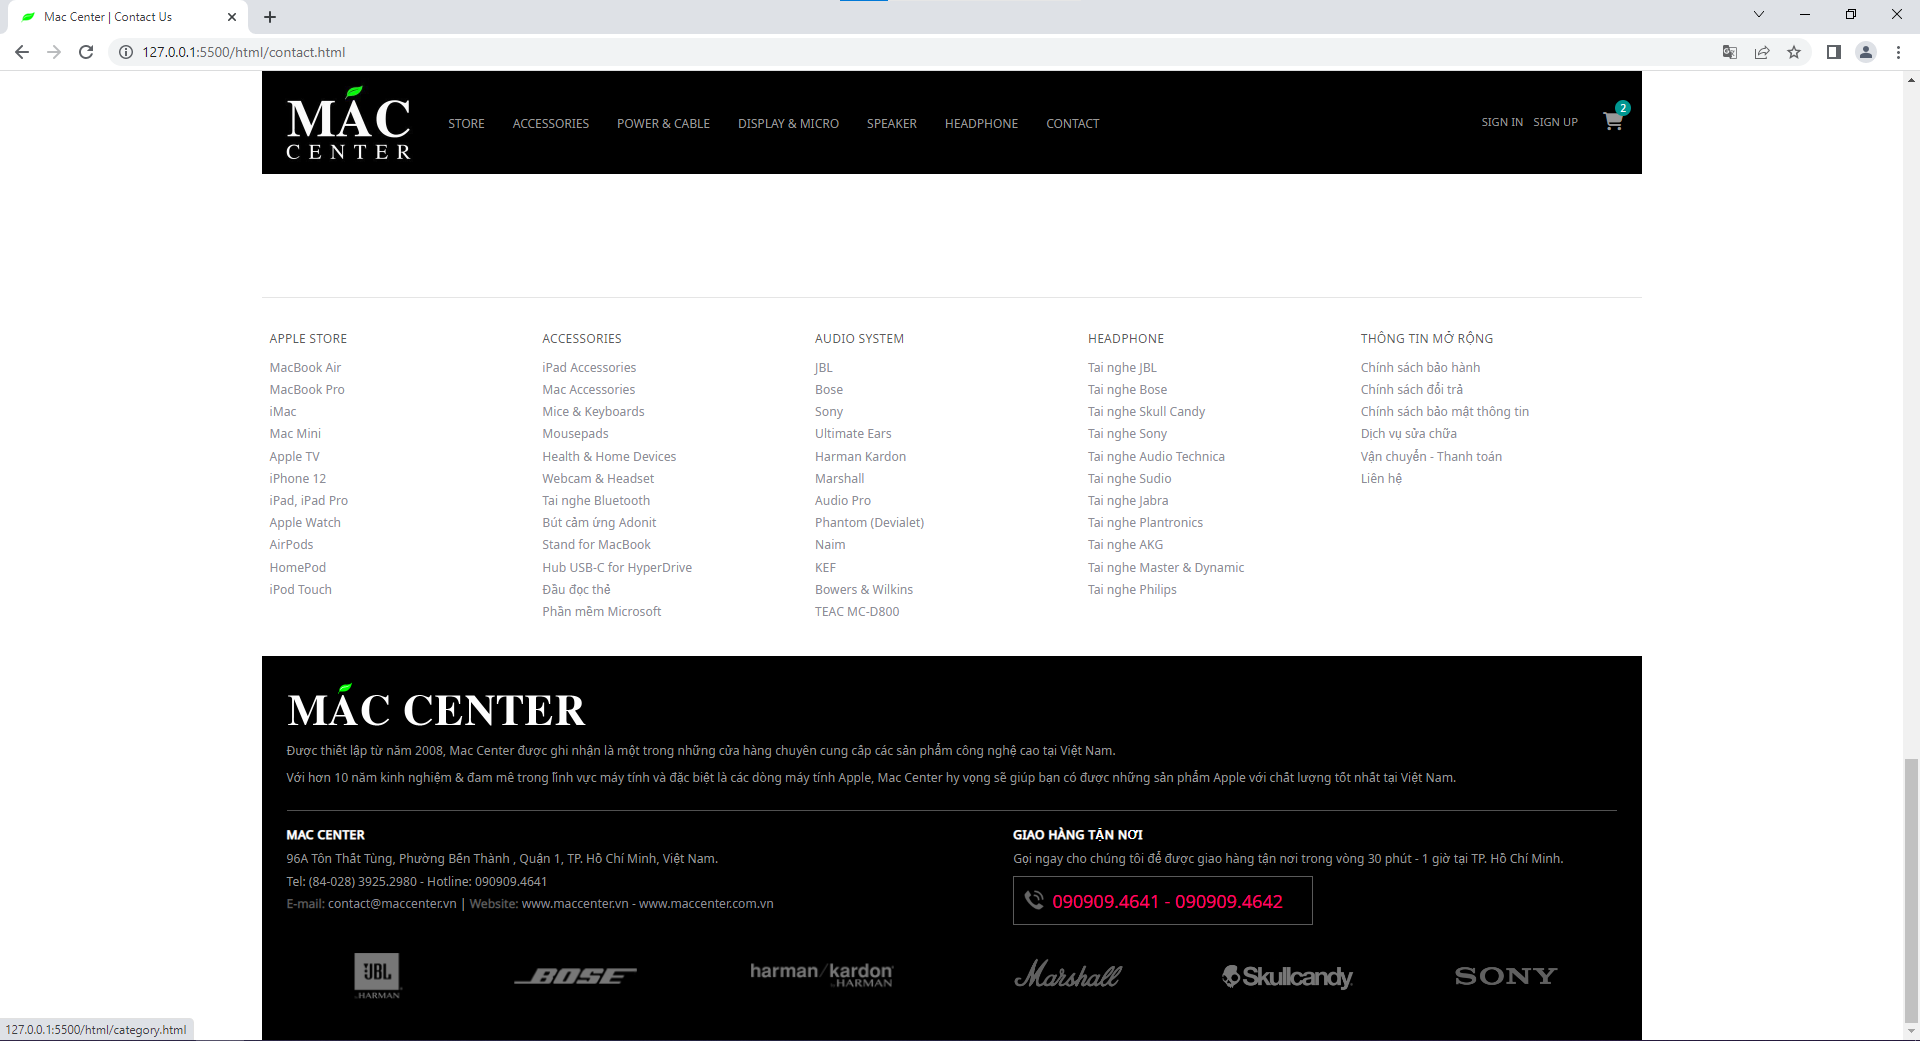 Mac Center | Contact Us
127.0.0.1:5500/html/contact.html
MAC
CENTER
STORE ACCESSORIES POWER & CABLE DISPLAY & MICRO SPEAKER HEADPHONE CONTACT
SIGN IN SIGN UP 2
APPLE STORE
MacBook Air
MacBook Pro
iMac
Mac Mini
Apple TV
iPhone 12
iPad, iPad Pro
Apple Watch
AirPods
HomePod
iPod Touch
ACCESSORIES
iPad Accessories
Mac Accessories
Mice & Keyboards
Mousepads
Health & Home Devices
Webcam & Headset
Tai nghe Bluetooth
Bút cảm ứng Adonit
Stand for MacBook
Hub USB-C for HyperDrive
Đầu đọc thẻ
Phần mềm Microsoft
AUDIO SYSTEM
JBL
Bose
Sony
Ultimate Ears
Harman Kardon
Marshall
Audio Pro
Phantom (Devialet)
Naim
KEF
Bowers & Wilkins
TEAC MC-D800
HEADPHONE
Tai nghe JBL
Tai nghe Bose
Tai nghe Skull Candy
Tai nghe Sony
Tai nghe Audio Technica
Tai nghe Sudio
Tai nghe Jabra
Tai nghe Plantronics
Tai nghe AKG
Tai nghe Master & Dynamic
Tai nghe Philips
THÔNG TIN MỞ RỘNG
Chính sách bảo hành
Chính sách đổi trả
Chính sách bảo mật thông tin
Dịch vụ sửa chữa
Vận chuyển - Thanh toán
Liên hệ
MAC CENTER
Được thiết lập từ năm 2008, Mac Center được ghi nhận là một trong những cửa hàng chuyên cung cấp các sản phẩm công nghệ cao tại Việt Nam.
Với hơn 10 năm kinh nghiệm & đam mê trong lĩnh vực máy tính và đặc biệt là các dòng máy tính Apple, Mac Center hy vọng sẽ giúp bạn có được những sản phẩm Apple với chất lượng tốt nhất tại Việt Nam.
MAC CENTER
96A Tôn Thất Tùng, Phường Bến Thành , Quận 1, TP. Hồ Chí Minh, Việt Nam.
Tel: (84-028) 3925.2980 - Hotline: 090909.4641
E-mail: contact@maccenter.vn | Website: www.maccenter.vn - www.maccenter.com.vn
GIAO HÀNG TẬN NƠI
Gọi ngay cho chúng tôi để được giao hàng tận nơi trong vòng 30 phút - 1 giờ tại TP. Hồ Chí Minh.
090909.4641 - 090909.4642
JBL
by HARMAN
BOSE
harman/kardon
by HARMAN
Marshall
Skullcandy
SONY
127.0.0.1:5500/html/category.html